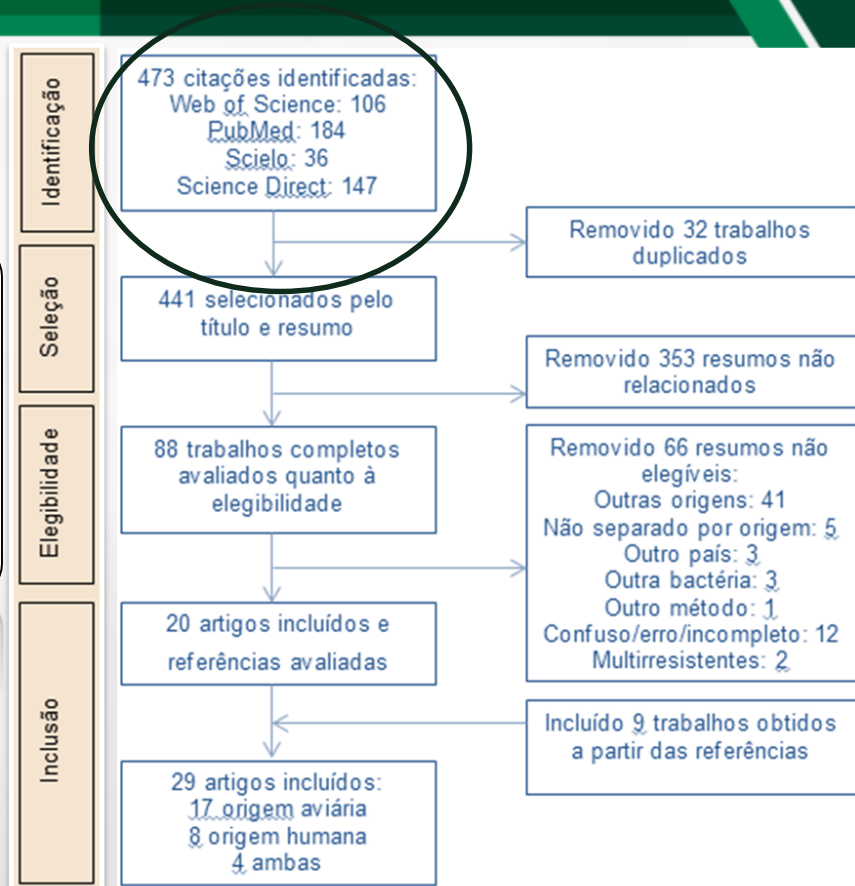 Identificação
473 citações identificadas:
Web of Science: 106
PubMed: 184
Scielo: 36
Science Direct: 147
Removido 32 trabalhos
duplicados
Seleção
441 selecionados pelo
título e resumo
Removido 353 resumos não
relacionados
Elegibilidade
88 trabalhos completos
avaliados quanto à
elegibilidade
Removido 66 resumos não
elegíveis:
Outras origens: 41
Não separado por origem: 5
Outro país: 3
Outra bactéria: 3
Outro método: 1
Confuso/erro/incompleto: 12
Multirresistentes: 2
Inclusão
20 artigos incluídos e
referências avaliadas
Incluído 9 trabalhos obtidos
a partir das referências
29 artigos incluídos:
17 origem aviária
8 origem humana
4 ambas